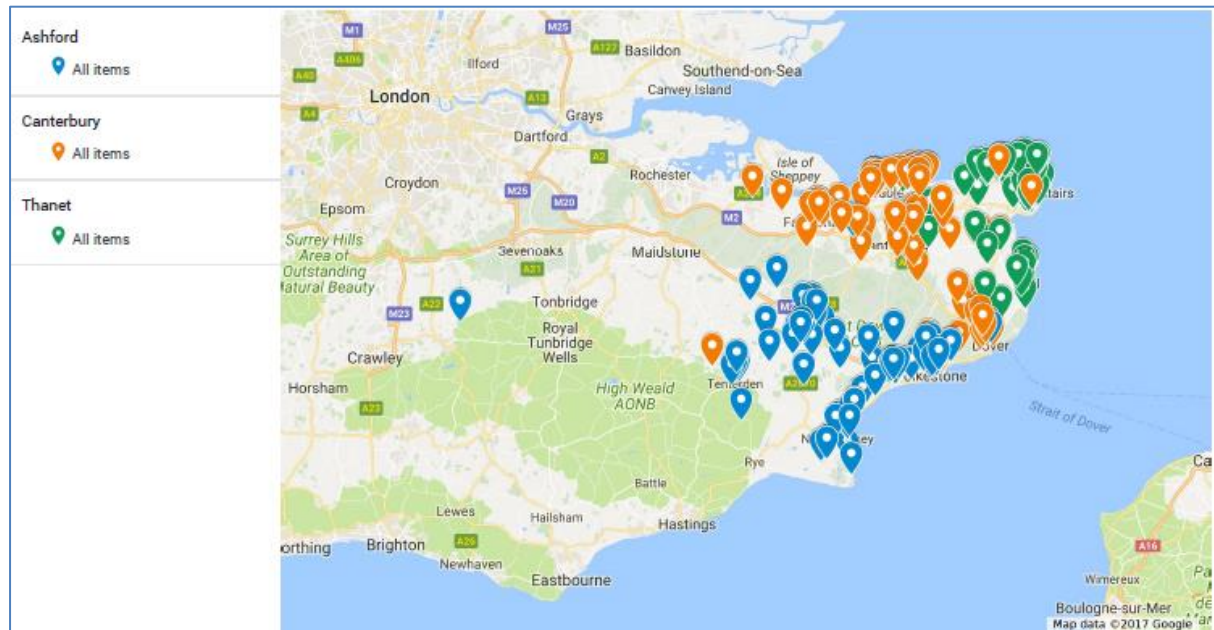 Ashford
All items
Canterbury
All items
Thanet
All items
M1
M25
A127
Basildon
Ilford
Southend-on-Sea
A406
A40
Canvey Island
London
A13
A4
Grays
Dartford
A2
Isle of
Sheppey
Rochester
Croydon
M25
M20
M2
Epsom
Surrey Hills
Area of
Outstanding
Natural Beauty
Sevenoaks
Maidstone
A21
A22
M23
Tonbridge
Royal
Tunbridge
Wells
Crawley
Dover
Horsham
High Weald
AONB
Tenterden
A23
Strait of Dover
Rye
Battle
Lewes
Hailsham
Hastings
A26
orthing
Brighton
Newhaven
A16
Eastbourne
Wimereux
Boulogne-sur-Mer
Map data ©2017 Google